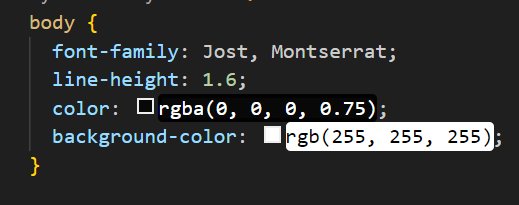 body {
font-family: Jost, Montserrat;
line-height: 1.6;
color: rgba(0, 0, 0, 0.75);
background-color: rgb(255, 255, 255);
}